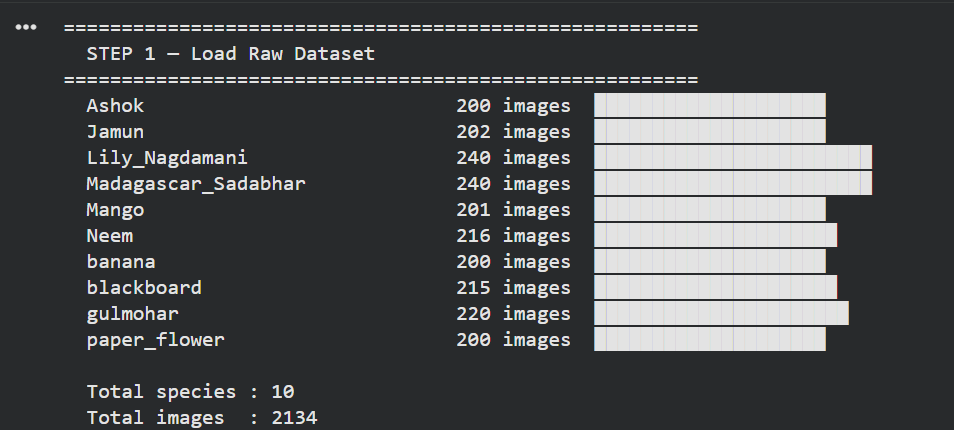 =======================================================
STEP 1 — Load Raw Dataset
=======================================================
Ashok 200 images
Jamun 202 images
Lily_Nagdamani 240 images
Madagascar_Sadabhar 240 images
Mango 201 images
Neem 216 images
banana 200 images
blackboard 215 images
gulmohar 220 images
paper_flower 200 images
Total species : 10
Total images : 2134